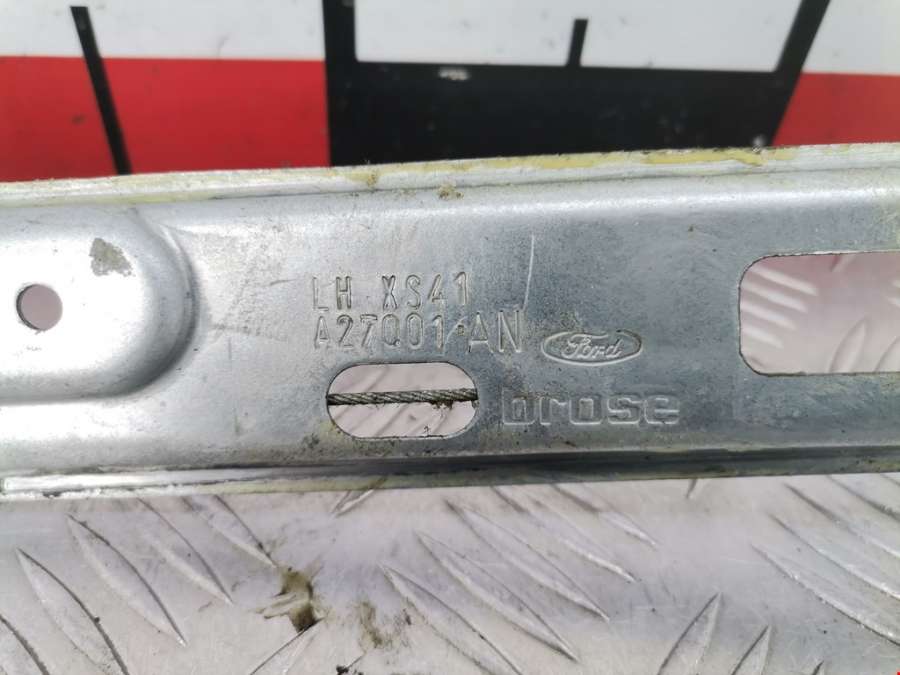 LH XS41
A27001-AN
Ford
brose